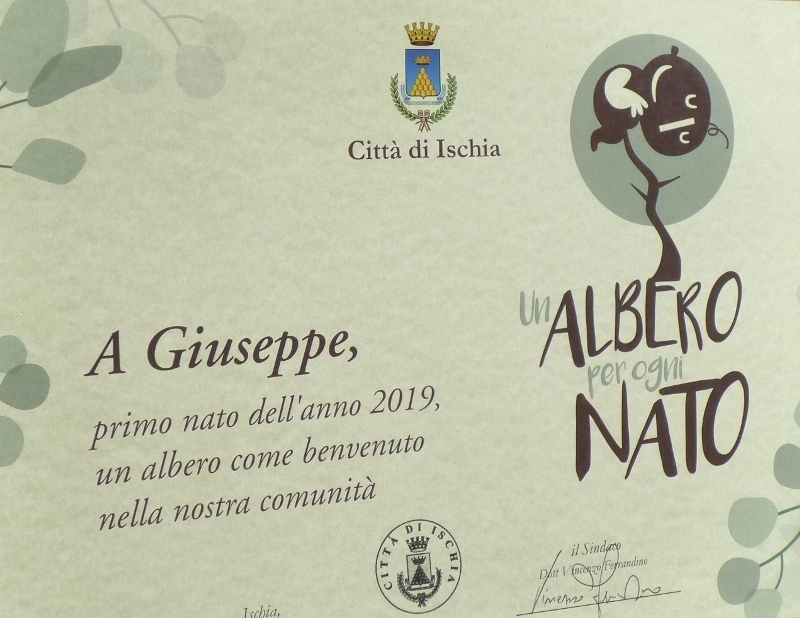 Città di Ischia
Un
ALBERO
per ogni
NATO
A Giuseppe,
primo nato dell'anno 2019,
un albero come benvenuto
nella nostra comunità
CITTÀ DI ISCHIA
il Sindaco
Dott Vincenzo Ferrandino
Ischia,